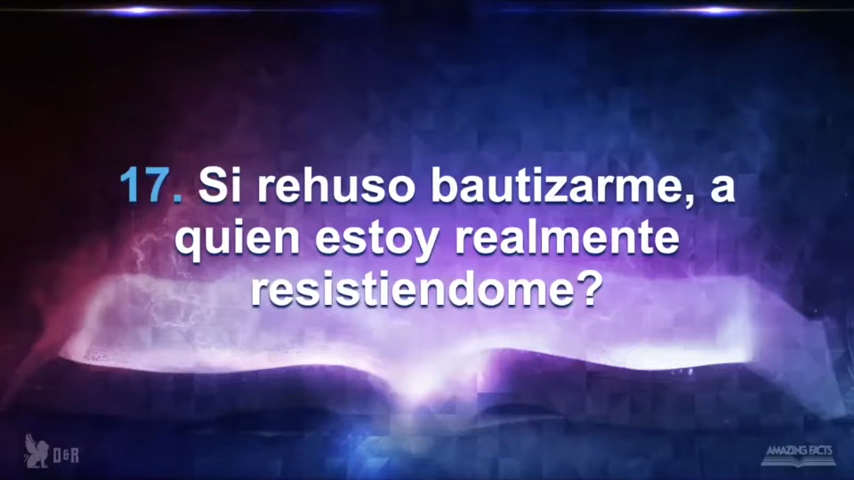 17. Si rehuso bautizarme, a
quien estoy realmente
resistiendome?
D&R
AMAZING FACTS